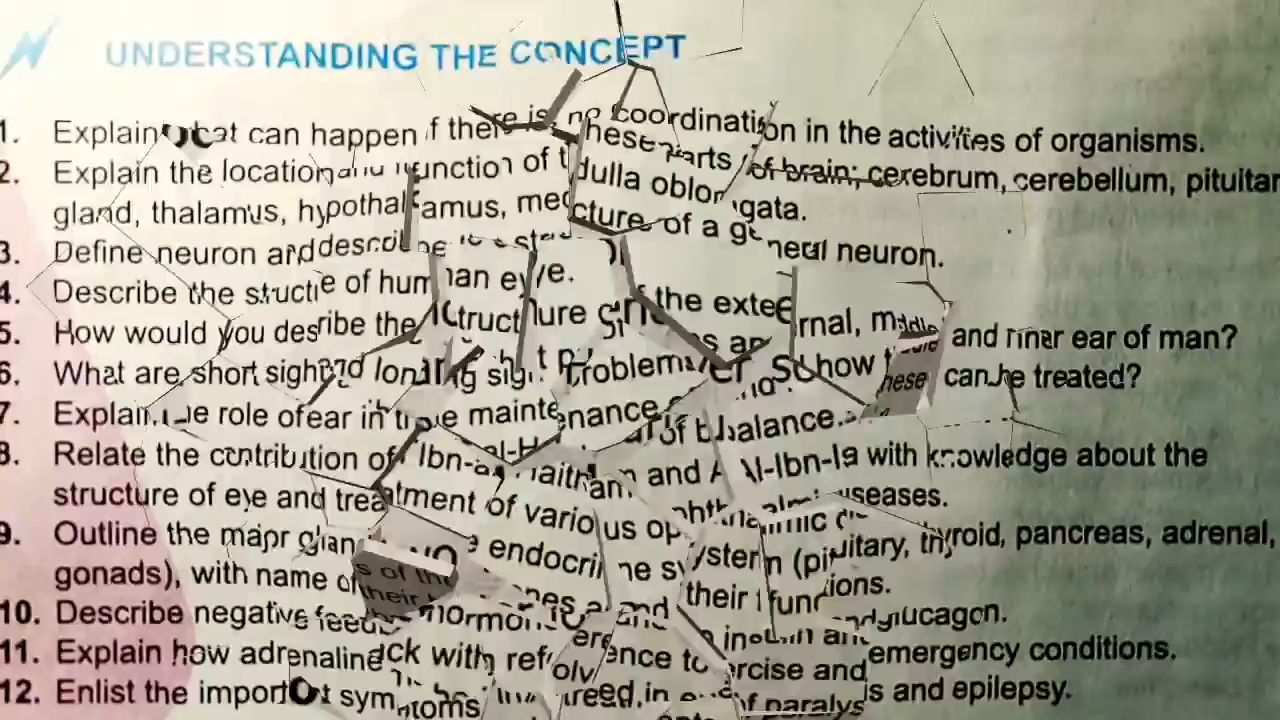 UNDERSTANDING THE CONCEPT
1. Explain what can happen if there is no coordination in the activities of organisms.
2. Explain the location and function of these parts of brain; cerebrum, cerebellum, pituitary
gland, thalamus, hypothalamus, medulla oblongata.
3. Define neuron and describe the structure of a general neuron.
4. Describe the structure of human eye.
5. How would you describe the structure of the external, middle and inner ear of man?
6. What are short sight and long sight problems and how these can be treated?
7. Explain the role of ear in the maintenance of balance.
8. Relate the contribution of Ibn-al-Haitham and Al-Ibn-Isa with knowledge about the
structure of eye and treatment of various ophthalmic diseases.
9. Outline the major glands of the endocrine system (pituitary, thyroid, pancreas, adrenal,
gonads), with name of their hormones and their functions.
10. Describe negative feedback with reference to insulin and glucagon.
11. Explain how adrenaline involved in exercise and emergency conditions.
12. Enlist the important symptoms of paralysis and epilepsy.